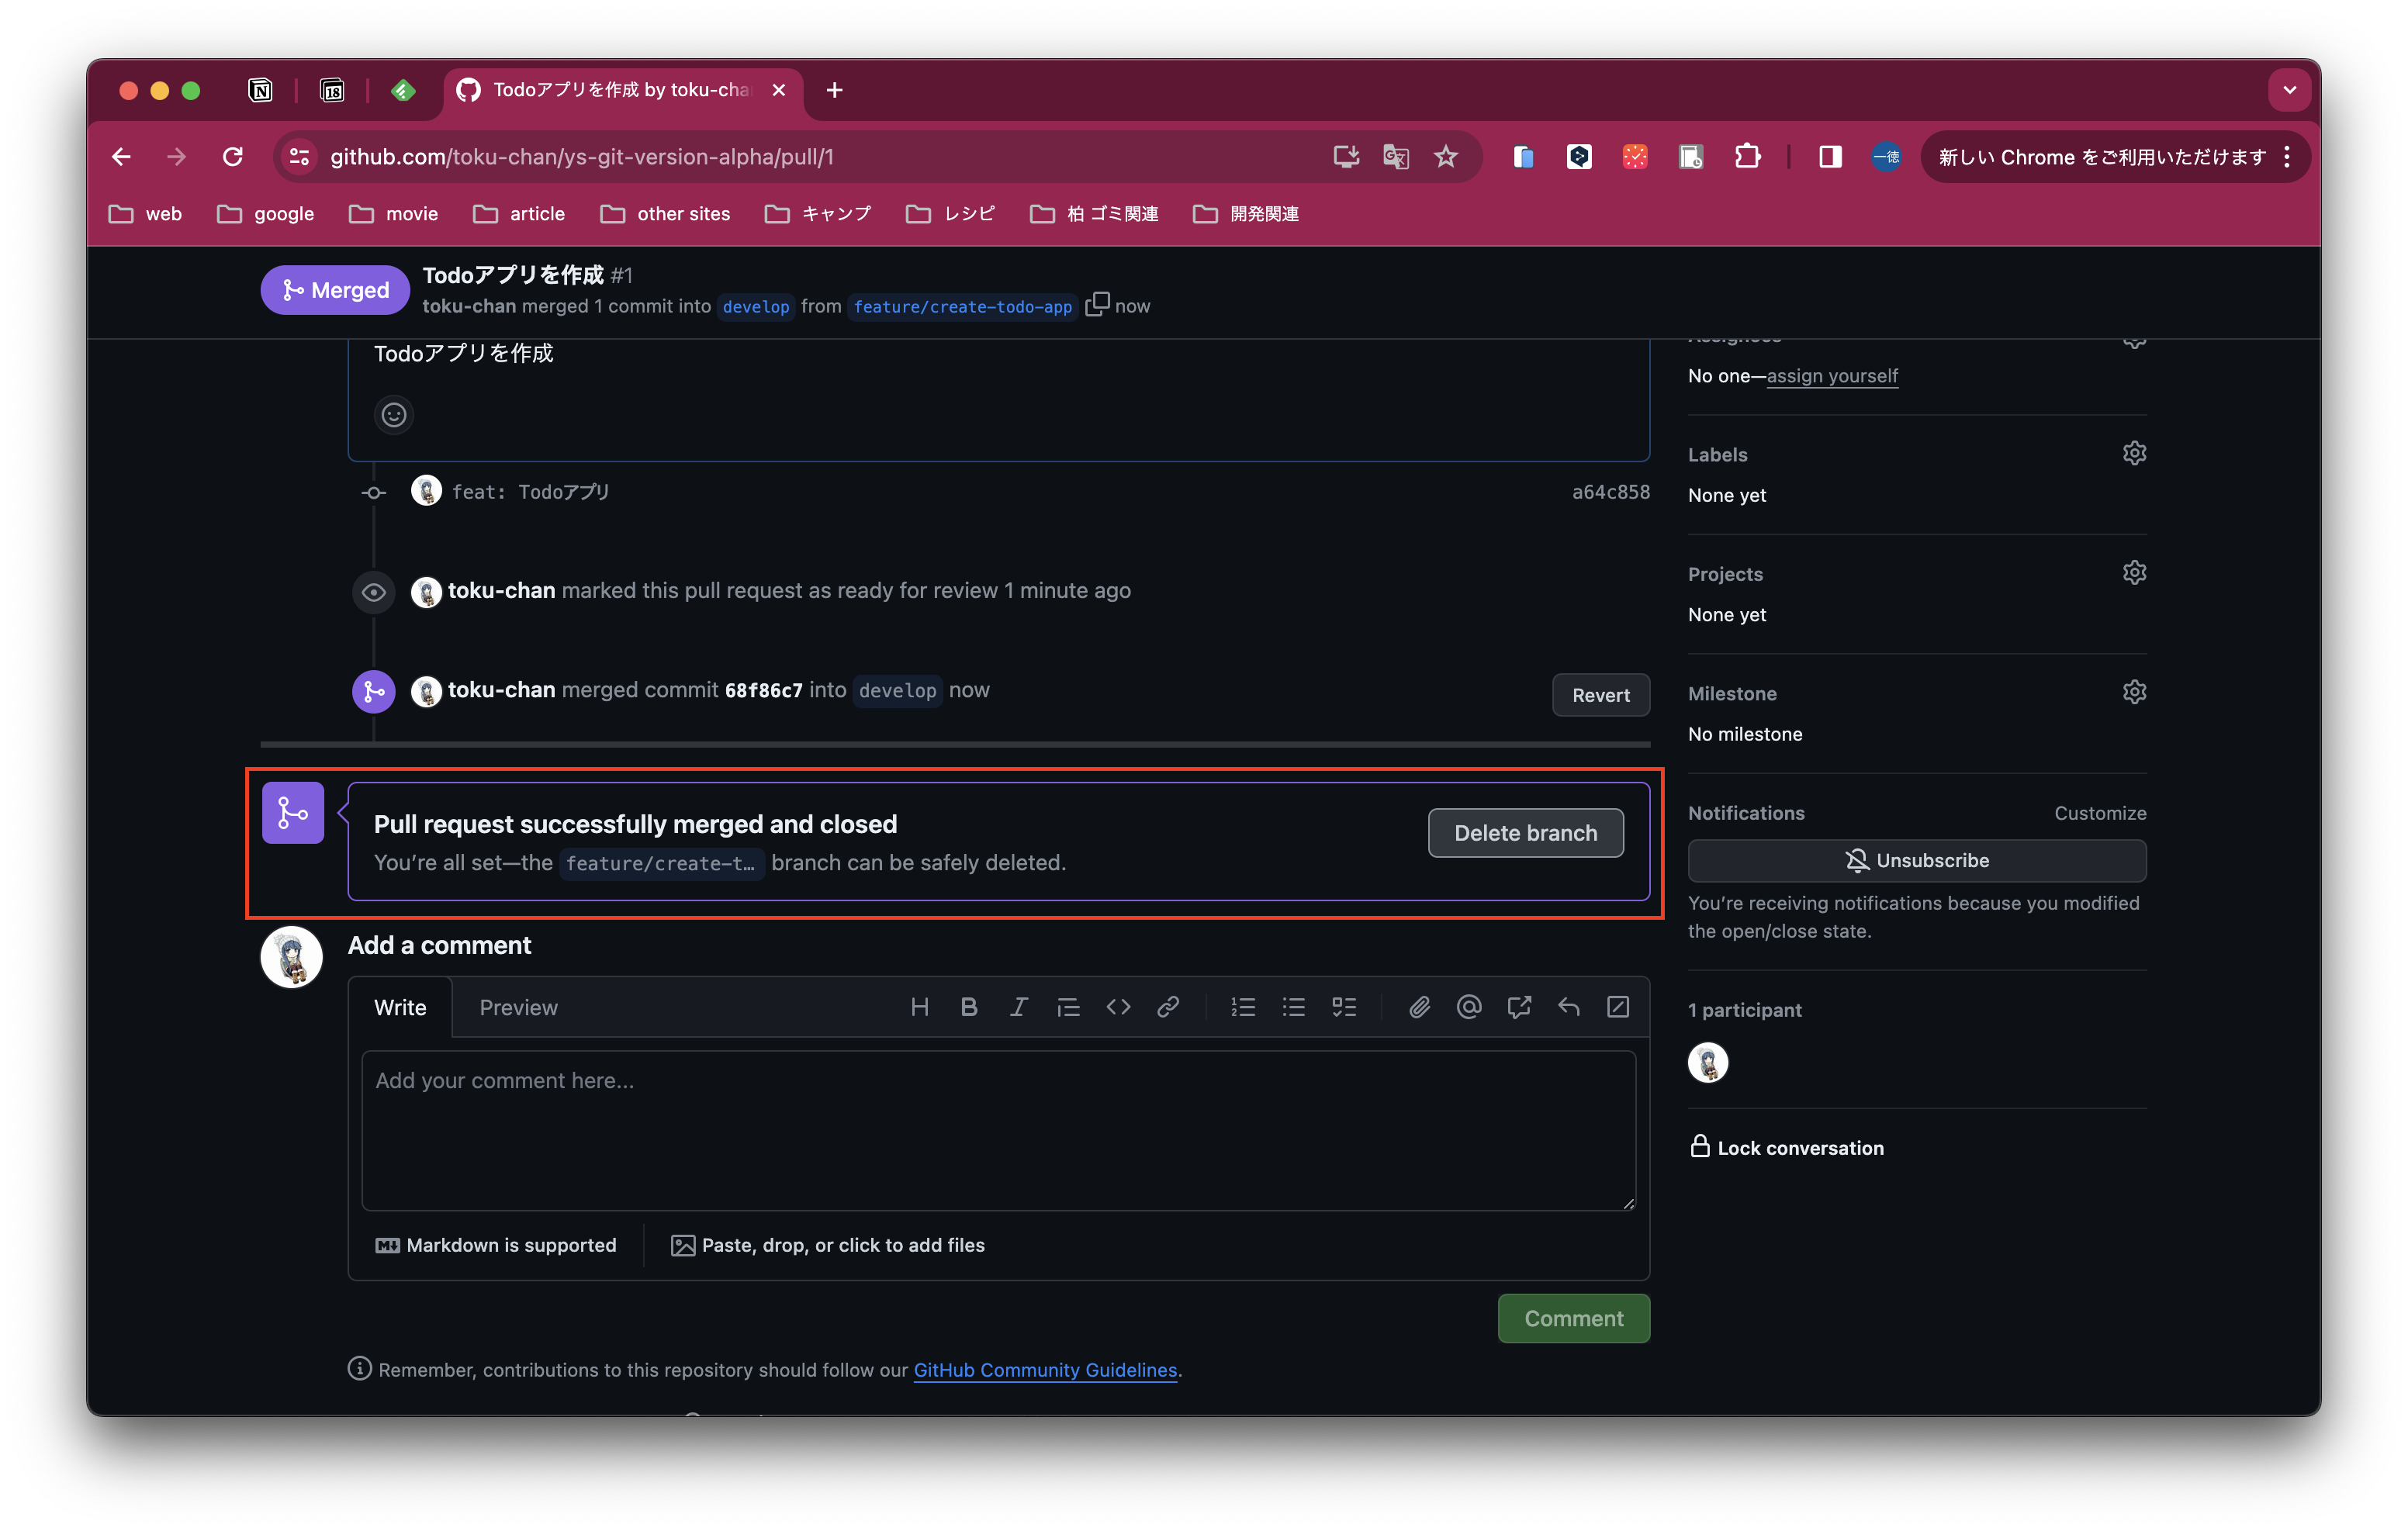 Todoアプリを作成 by toku-cha
github.com/toku-chan/ys-git-version-alpha/pull/1
一徳
新しい Chrome をご利用いただけます
web
google
movie
article
other sites
キャンプ
レシピ
柏 ゴミ関連
開発関連
Merged
Todoアプリを作成 #1
toku-chan merged 1 commit into develop from feature/create-todo-app now
Todoアプリを作成
feat: Todoアプリ
a64c858
toku-chan marked this pull request as ready for review 1 minute ago
toku-chan merged commit 68f86c7 into develop now
Revert
Pull request successfully merged and closed
You're all set—the feature/create-t… branch can be safely deleted.
Delete branch
Add a comment
Write
Preview
Add your comment here...
Markdown is supported
Paste, drop, or click to add files
Comment
Remember, contributions to this repository should follow our GitHub Community Guidelines.
Assignees
No one—assign yourself
Labels
None yet
Projects
None yet
Milestone
No milestone
Notifications
Customize
Unsubscribe
You're receiving notifications because you modified
the open/close state.
1 participant
Lock conversation